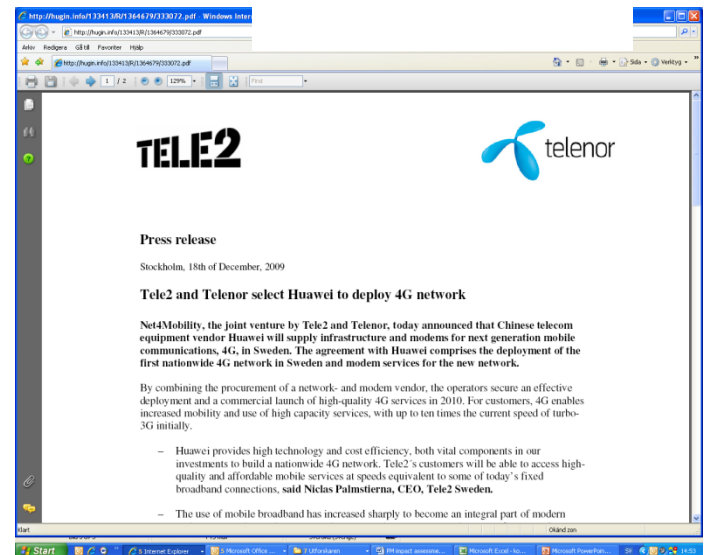 http://hugin.info/133413/R/1364679/333072.pdf - Windows Inter
http://hugin.info/133413/R/1364679/333072.pdf
Arkiv Redigera Gå till Favoriter Hjälp
http://hugin.info/133413/R/1364679/333072.pdf
Sida Verktyg
1 / 2 129% Find
TELE2
telenor
Press release
Stockholm, 18th of December, 2009
Tele2 and Telenor select Huawei to deploy 4G network
Net4Mobility, the joint venture by Tele2 and Telenor, today announced that Chinese telecom
equipment vendor Huawei will supply infrastructure and modems for next generation mobile
communications, 4G, in Sweden. The agreement with Huawei comprises the deployment of the
first nationwide 4G network in Sweden and modem services for the new network.
By combining the procurement of a network- and modem vendor, the operators secure an effective
deployment and a commercial launch of high-quality 4G services in 2010. For customers, 4G enables
increased mobility and use of high capacity services, with up to ten times the current speed of turbo-
3G initially.
– Huawei provides high technology and cost efficiency, both vital components in our
investments to build a nationwide 4G network. Tele2´s customers will be able to access high-
quality and affordable mobile services at speeds equivalent to some of today's fixed
broadband connections, said Niclas Palmstierna, CEO, Tele2 Sweden.
– The use of mobile broadband has increased sharply to become an integral part of modern
Klart Okänd zon
Start 5 Internet Explorer 5 Microsoft Office ... 7 Utforskaren PM impact assessme... Microsoft Excel - ko... Microsoft PowerPoin... SV 14:53